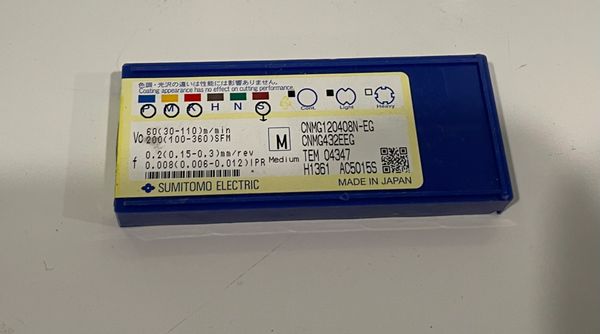 色調・光沢の違いは性能には影響ありません。
Coating appearance has no effect on cutting performance.
P M K H N S
Cont. Light Heavy
Vc 60(30-110)m/min
200(100-360)SFM
f 0.2(0.15-0.3)mm/rev
0.008(0.006-0.012)IPR
M
Medium
CNMG120408N-EG
CNMG432EEG
TEM 04347
H1361 AC5015S
SUMITOMO ELECTRIC
MADE IN JAPAN